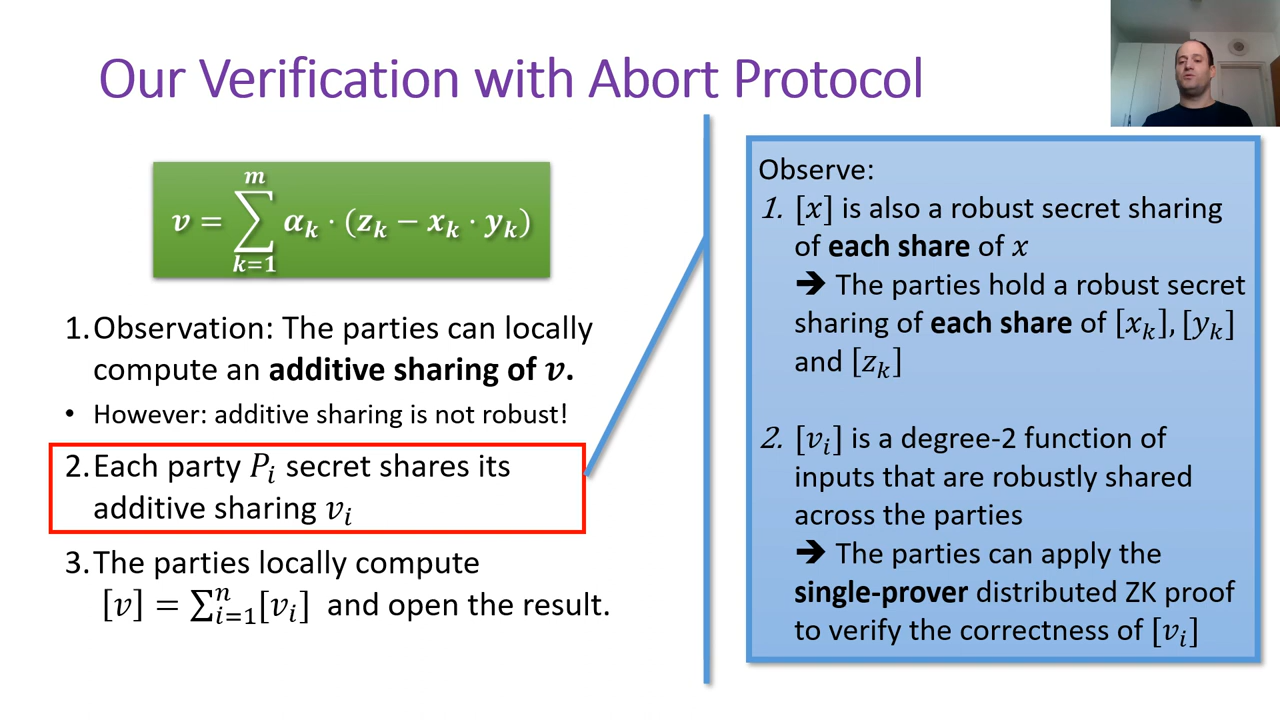 Our Verification with Abort Protocol
v = ∑_{k=1}^{m} α_k · (z_k − x_k · y_k)
1. Observation: The parties can locally
compute an additive sharing of v.
• However: additive sharing is not robust!
2. Each party P_i secret shares its
additive sharing v_i
3. The parties locally compute
[v] = ∑_{i=1}^{n}[v_i] and open the result.
Observe:
1. [x] is also a robust secret sharing
of each share of x
➔ The parties hold a robust secret
sharing of each share of [x_k], [y_k]
and [z_k]
2. [v_i] is a degree-2 function of
inputs that are robustly shared
across the parties
➔ The parties can apply the
single-prover distributed ZK proof
to verify the correctness of [v_i]